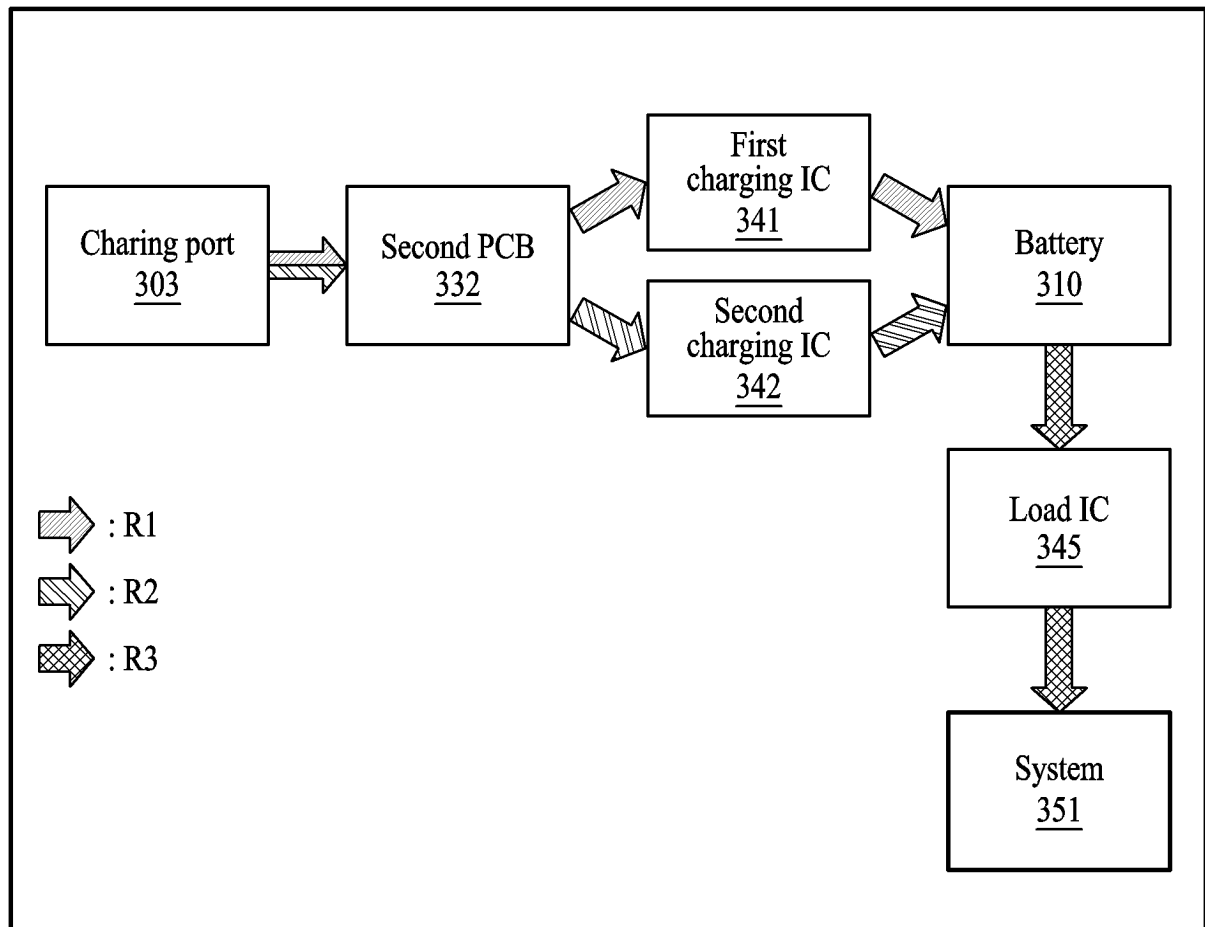 Charing port
303
Second PCB
332
First
charging IC
341
Second
charging IC
342
Battery
310
Load IC
345
System
351
: R1
: R2
: R3